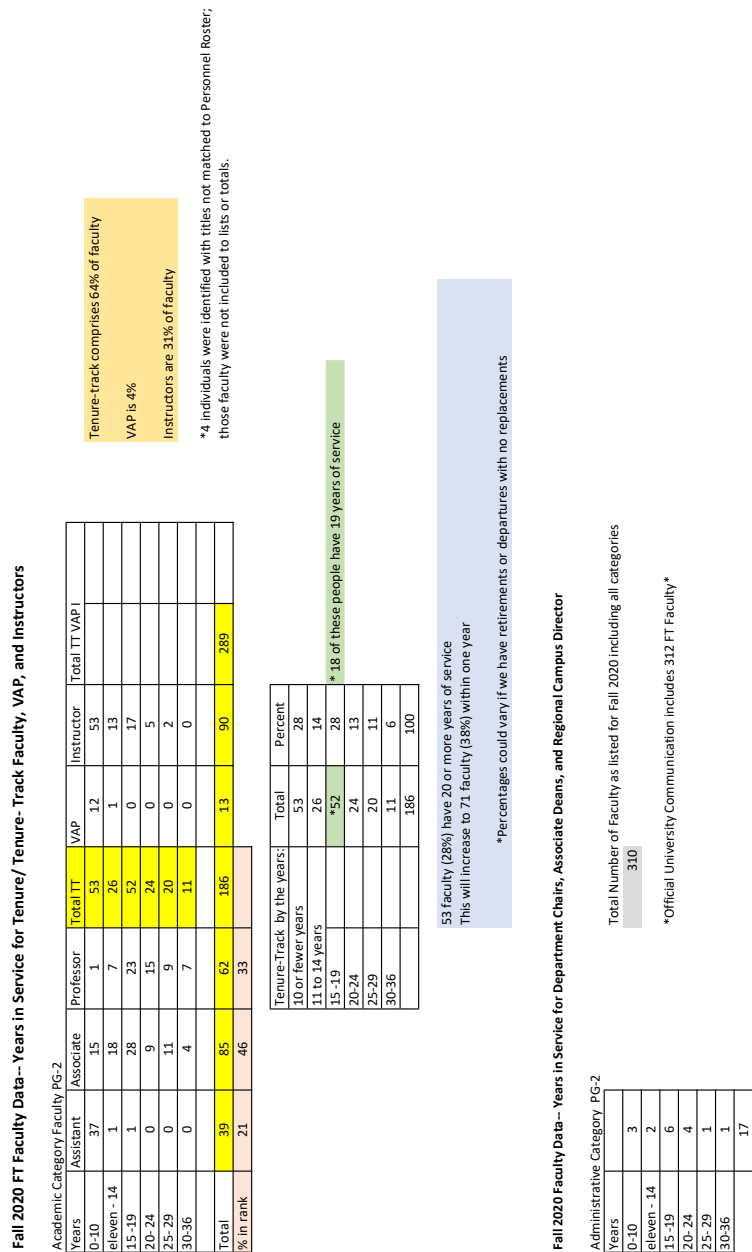 Fall 2020 FT Faculty Data-- Years in Service for Tenure/ Tenure- Track Faculty, VAP, and Instructors
Academic Category Faculty PG-2
Years Assistant Associate Professor Total TT VAP Instructor Total TT VAP I
0-10 37 15 1 53 12 53
eleven - 14 1 18 7 26 1 13
15 -19 1 28 23 52 0 17
20- 24 0 9 15 24 0 5
25- 29 0 11 9 20 0 2
30-36 0 4 7 11 0 0
Total 39 85 62 186 13 90 289
% in rank 21 46 33
Tenure-track comprises 64% of faculty
VAP is 4%
Instructors are 31% of faculty
*4 individuals were identified with titles not matched to Personnel Roster;
those faculty were not included to lists or totals.
Tenure-Track by the years: Total Percent
10 or fewer years 53 28
11 to 14 years 26 14
15 -19 *52 28 * 18 of these people have 19 years of service
20-24 24 13
25-29 20 11
30-36 11 6
186 100
53 faculty (28%) have 20 or more years of service
This will increase to 71 faculty (38%) within one year
*Percentages could vary if we have retirements or departures with no replacements
Fall 2020 Faculty Data-- Years in Service for Department Chairs, Associate Deans, and Regional Campus Director
Administrative Category PG-2
Years
0-10 3
eleven - 14 2
15 -19 6
20- 24 4
25- 29 1
30-36 1
17
Total Number of Faculty as listed for Fall 2020 including all categories
310
*Official University Communication includes 312 FT Faculty*